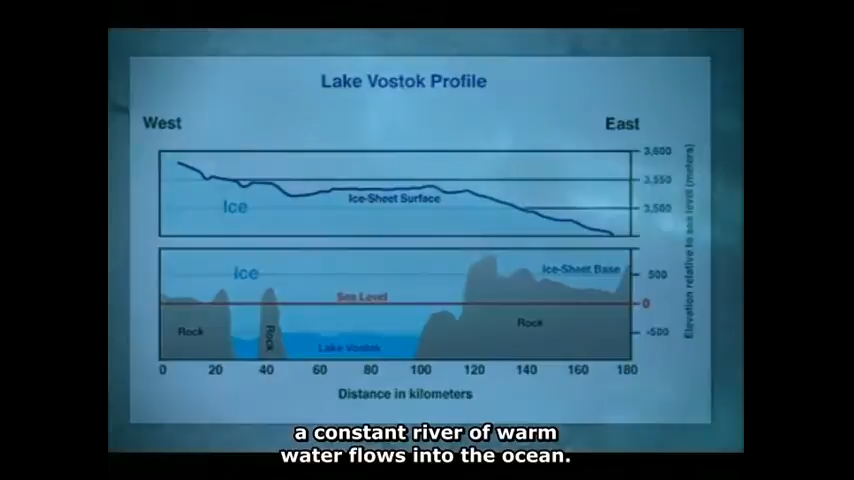 Lake Vostok Profile
West
East
3,600
3,550
3,500
Ice-Sheet Surface
Ice
Elevation relative to sea level (meters)
Ice
Ice-Sheet Base
500
Sea Level
0
Rock
Rock
Rock
-500
Lake Vostok
0 20 40 60 80 100 120 140 160 180
Distance in kilometers
a constant river of warm
water flows into the ocean.